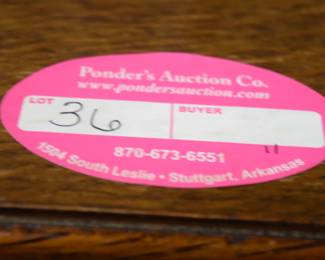 Ponder's Auction Co.
www.pondersauction.com
LOT 36 BUYER
870-673-6551
1504 South Leslie • Stuttgart, Arkansas